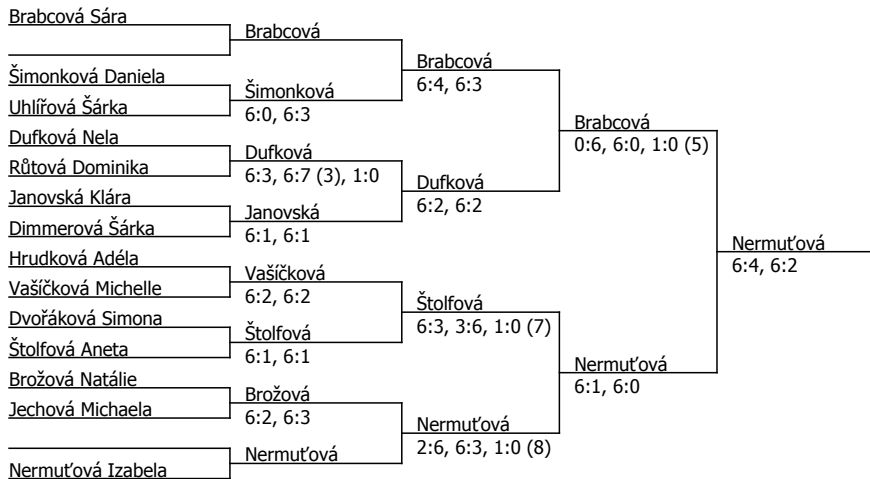 Brabcová Sára
Šimonková Daniela
Uhlířová Šárka
Dufková Nela
Růtová Dominika
Janovská Klára
Dimmerová Šárka
Hrudková Adéla
Vašíčková Michelle
Dvořáková Simona
Štolfová Aneta
Brožová Natálie
Jechová Michaela
Nermuťová Izabela
Brabcová
Šimonková
6:0, 6:3
Dufková
6:3, 6:7 (3), 1:0
Janovská
6:1, 6:1
Vašíčková
6:2, 6:2
Štolfová
6:1, 6:1
Brožová
6:2, 6:3
Nermuťová
Brabcová
6:4, 6:3
Dufková
6:2, 6:2
Štolfová
6:3, 3:6, 1:0 (7)
Nermuťová
2:6, 6:3, 1:0 (8)
Brabcová
0:6, 6:0, 1:0 (5)
Nermuťová
6:1, 6:0
Nermuťová
6:4, 6:2